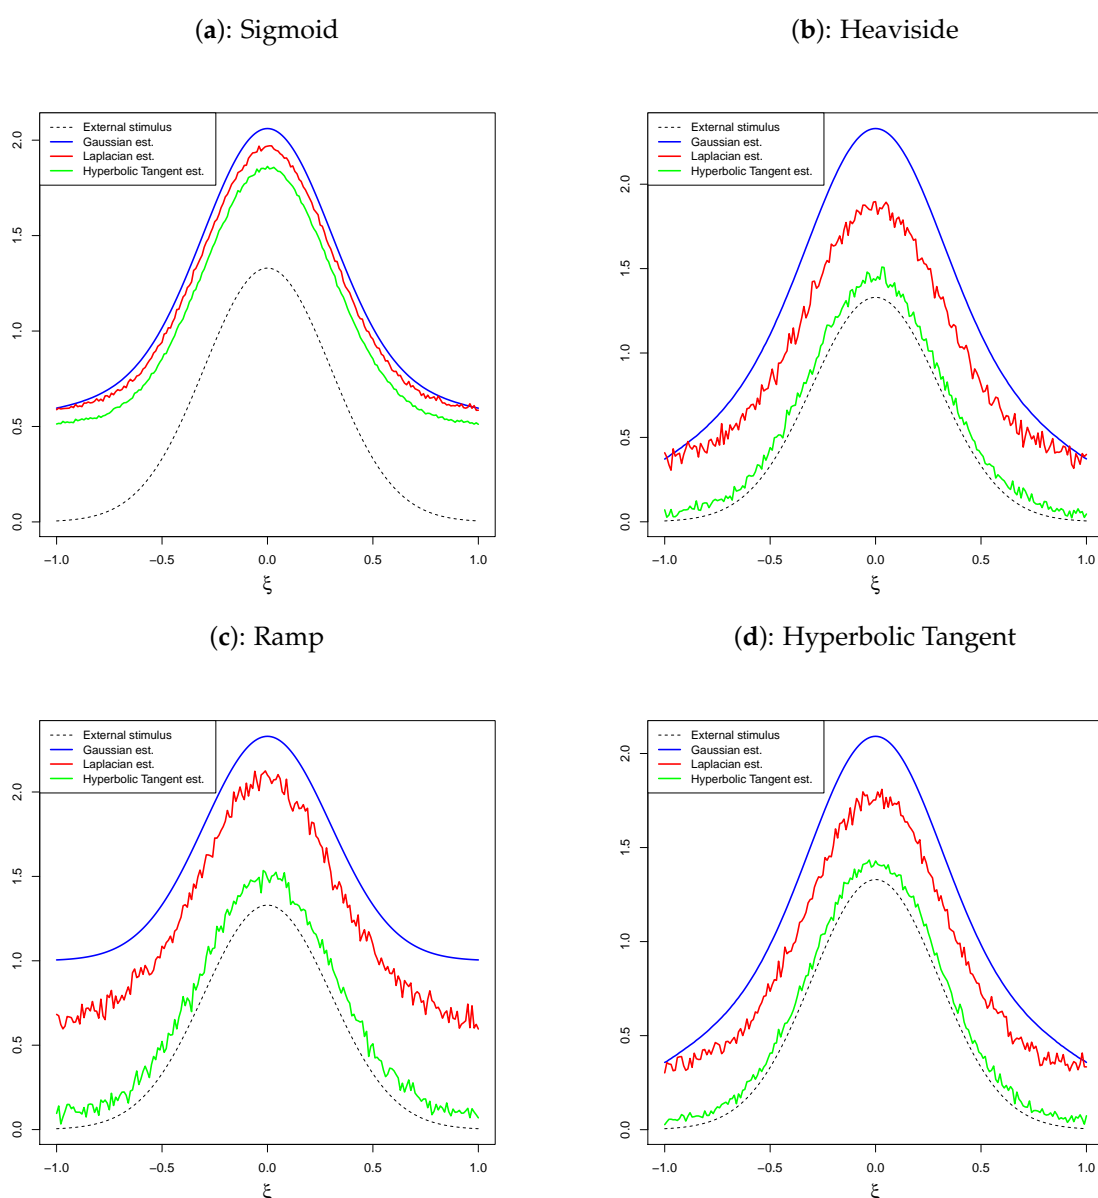 (a): Sigmoid
External stimulus
Gaussian est.
Laplacian est.
Hyperbolic Tangent est.
2.0
1.5
1.0
0.5
0.0
−1.0 −0.5 0.0 0.5 1.0
ξ
(b): Heaviside
External stimulus
Gaussian est.
Laplacian est.
Hyperbolic Tangent est.
2.0
1.5
1.0
0.5
0.0
−1.0 −0.5 0.0 0.5 1.0
ξ
(c): Ramp
External stimulus
Gaussian est.
Laplacian est.
Hyperbolic Tangent est.
2.0
1.5
1.0
0.5
0.0
−1.0 −0.5 0.0 0.5 1.0
ξ
(d): Hyperbolic Tangent
External stimulus
Gaussian est.
Laplacian est.
Hyperbolic Tangent est.
2.0
1.5
1.0
0.5
0.0
−1.0 −0.5 0.0 0.5 1.0
ξ